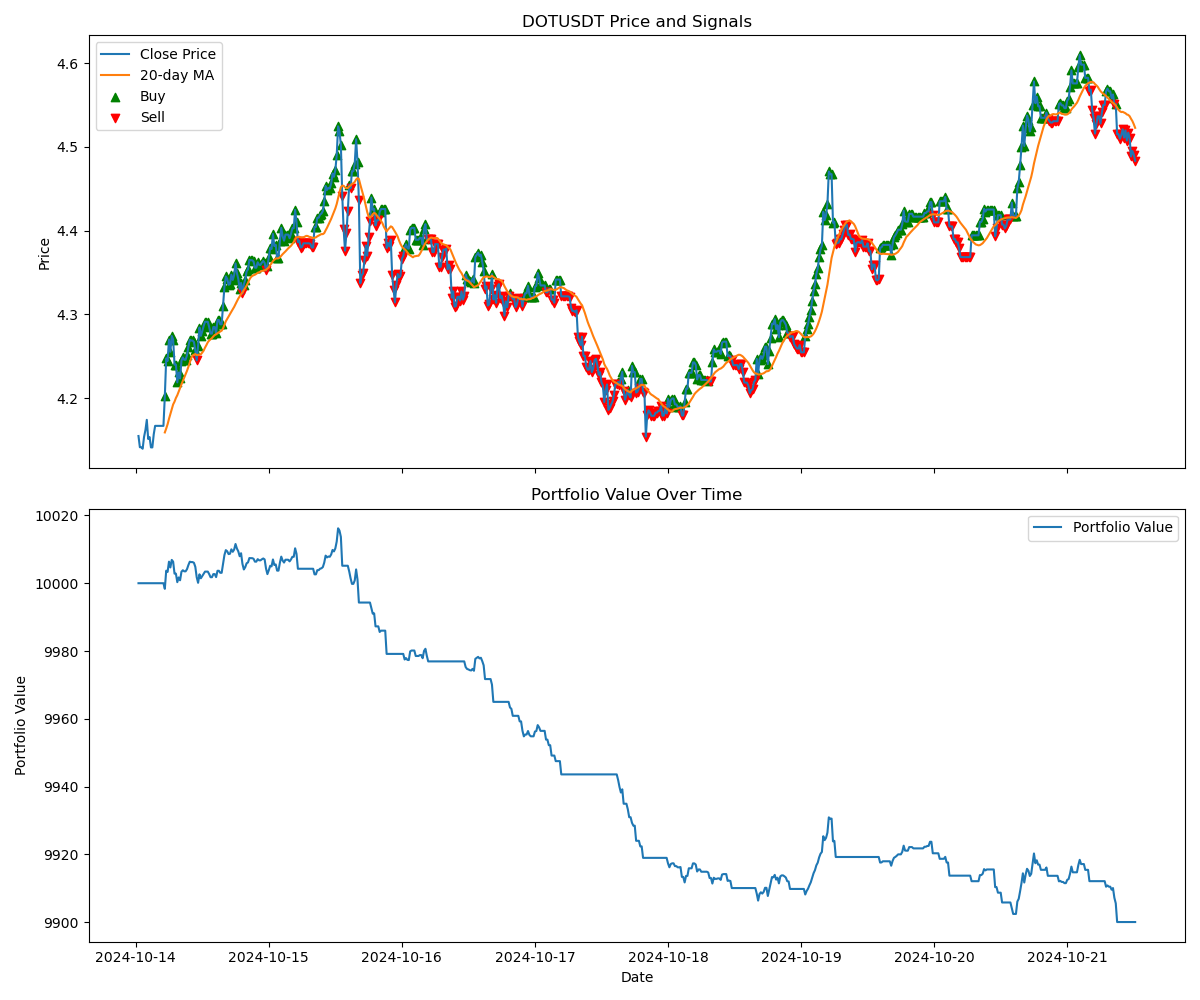 DOTUSDT Price and Signals
Close Price
20-day MA
Buy
Sell
4.6
4.5
4.4
4.3
4.2
Price
Portfolio Value Over Time
Portfolio Value
10020
10000
9980
9960
9940
9920
9900
Portfolio Value
2024-10-14
2024-10-15
2024-10-16
2024-10-17
2024-10-18
2024-10-19
2024-10-20
2024-10-21
Date